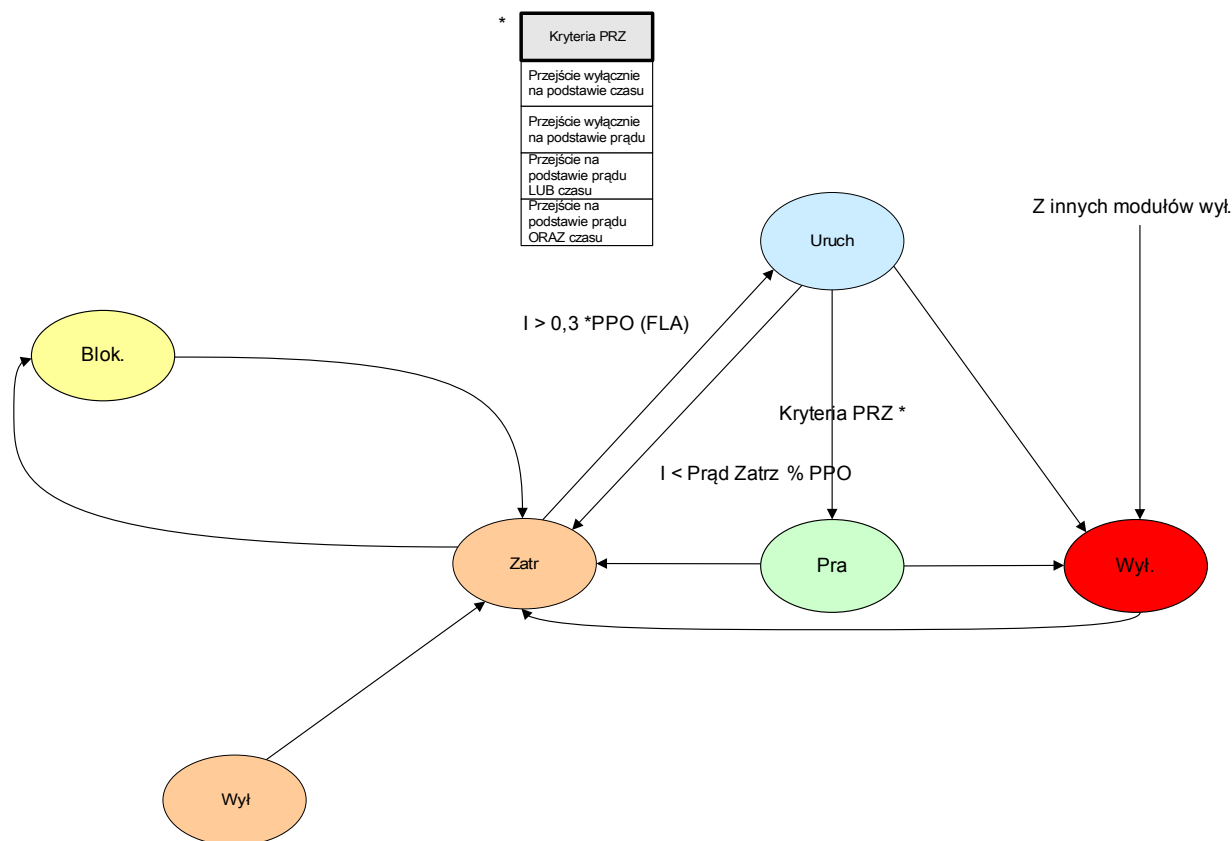 *
Kryteria PRZ
Przejście wyłącznie
na podstawie czasu
Przejście wyłącznie
na podstawie prądu
Przejście na
podstawie prądu
LUB czasu
Przejście na
podstawie prądu
ORAZ czasu
Z innych modułów wył.
Uruch
I > 0,3 *PPO (FLA)
Blok.
Kryteria PRZ *
I < Prąd Zatrz % PPO
Zatr
Pra
Wył.
Wył